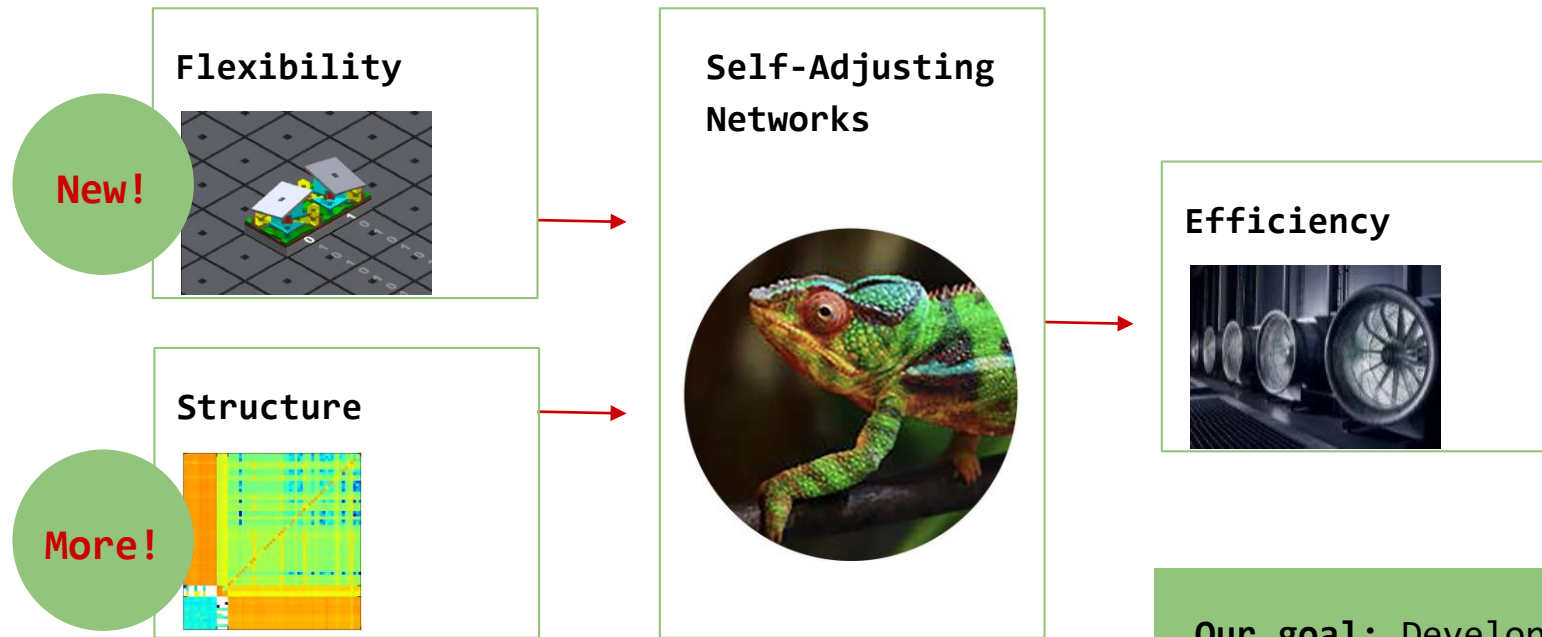 Flexibility
New!
Self-Adjusting
Networks
Efficiency
Structure
More!
Our goal: Develop